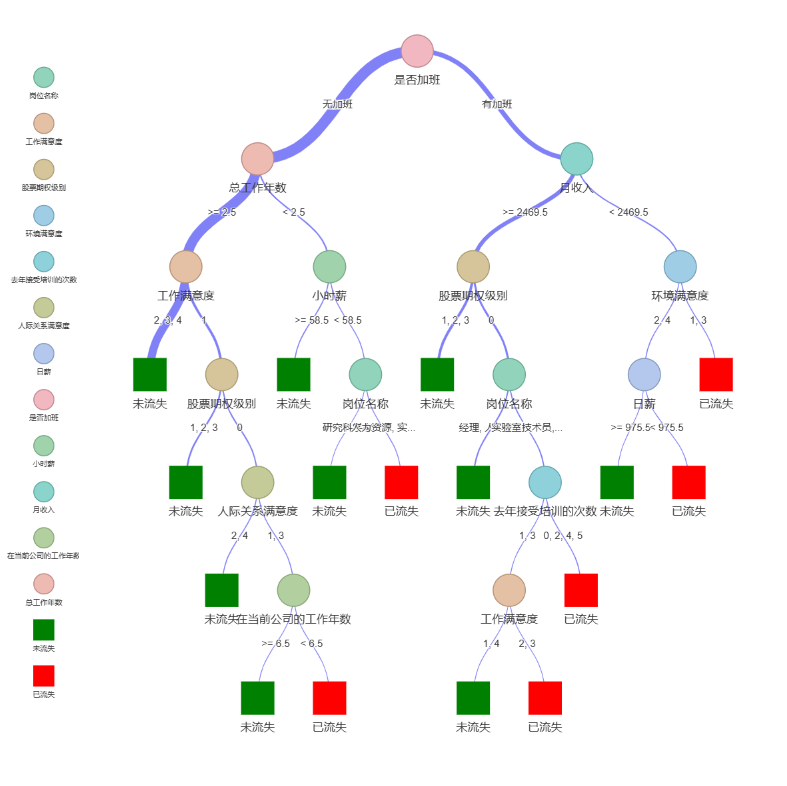 岗位名称
工作满意度
股票期权级别
环境满意度
去年接受培训的次数
人际关系满意度
日薪
是否加班
小时薪
月收入
在当前公司的工作年数
总工作年数
未流失
已流失
是否加班
无加班
有加班
总工作年数
月收入
>= 2.5
< 2.5
>= 2469.5
< 2469.5
工作满意度
小时薪
股票期权级别
环境满意度
2, 3, 4
1
>= 58.5
< 58.5
1, 2, 3
0
2, 4
1, 3
未流失
股票期权级别
未流失
岗位名称
未流失
岗位名称
日薪
已流失
1, 2, 3
0
研究科
人力资源, 实...
经理,
实验室技术员,...
>= 975.5
< 975.5
未流失
人际关系满意度
未流失
已流失
未流失
去年接受培训的次数
未流失
已流失
2, 4
1, 3
1, 3
0, 2, 4, 5
未流失
在当前公司的工作年数
工作满意度
已流失
>= 6.5
< 6.5
1, 4
2, 3
未流失
已流失
未流失
已流失